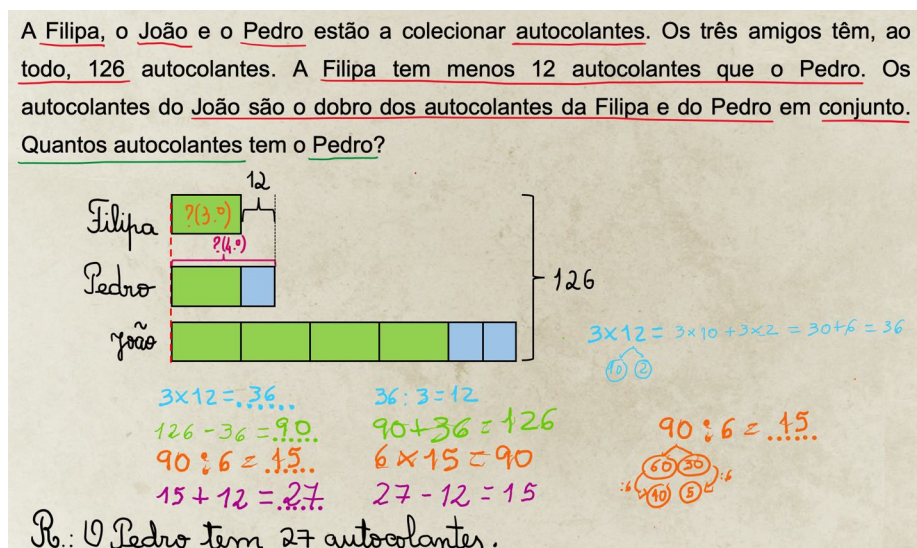 A Filipa, o João e o Pedro estão a colecionar autocolantes. Os três amigos têm, ao
todo, 126 autocolantes. A Filipa tem menos 12 autocolantes que o Pedro. Os
autocolantes do João são o dobro dos autocolantes da Filipa e do Pedro em conjunto.
Quantos autocolantes tem o Pedro?
12
Filipa ?(3.º)
?(4.º)
Pedro
126
João
3×12 = 3×10 + 3×2 = 30+6 = 36
10 2
3×12 = 36 36 : 3 = 12
126 - 36 = 90 90+36 = 126 90 : 6 = 15
90 : 6 = 15 6 × 15 = 90
60 30
:6 :6
10 5
15 + 12 = 27 27 - 12 = 15
R.: O Pedro tem 27 autocolantes.